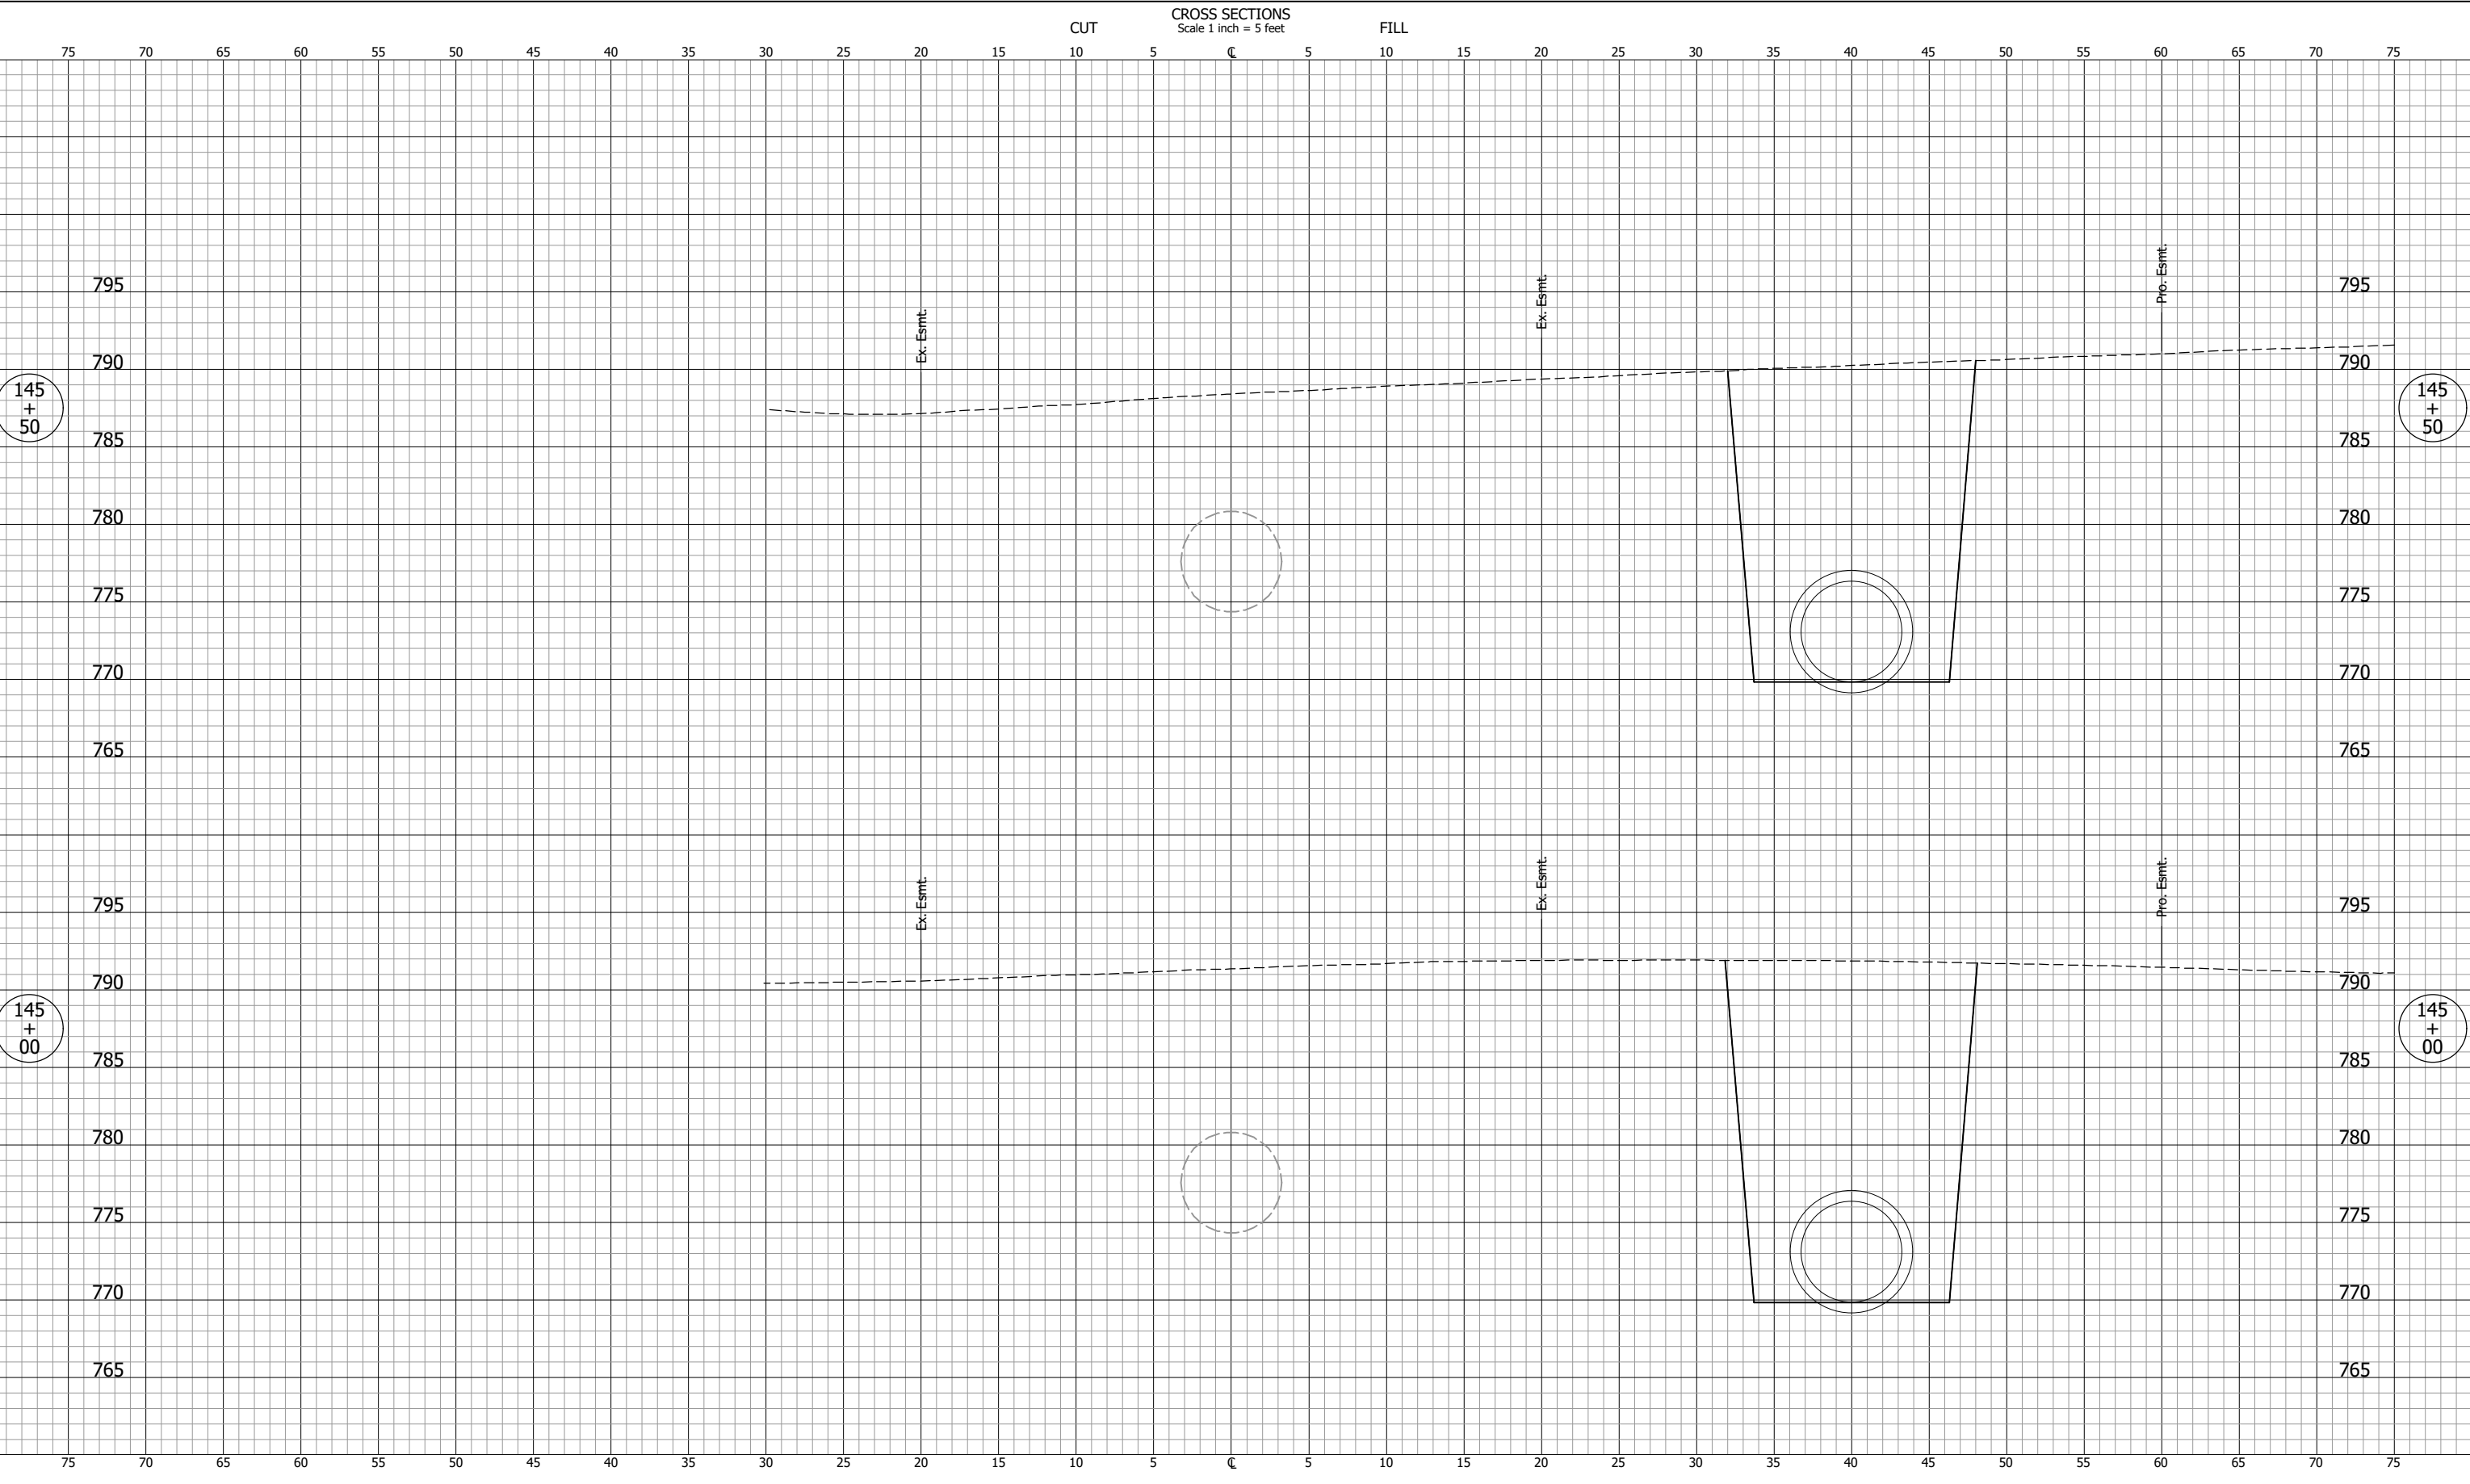 CROSS SECTIONS
CUT Scale 1 inch = 5 feet FILL
75 70 65 60 55 50 45 40 35 30 25 20 15 10 5 ℄ 5 10 15 20 25 30 35 40 45 50 55 60 65 70 75
Pro. Esmt.
Ex. Esmt.
795 795
Ex. Esmt.
790 790
145 145
+ +
50 50
785 785
780 780
775 775
770 770
765 765
Ex. Esmt.
Pro. Esmt.
Ex. Esmt.
795 795
790 790
145 145
+ +
00 00
785 785
780 780
775 775
770 770
765 765
75 70 65 60 55 50 45 40 35 30 25 20 15 10 5 ℄ 5 10 15 20 25 30 35 40 45 50 55 60 65 70 75